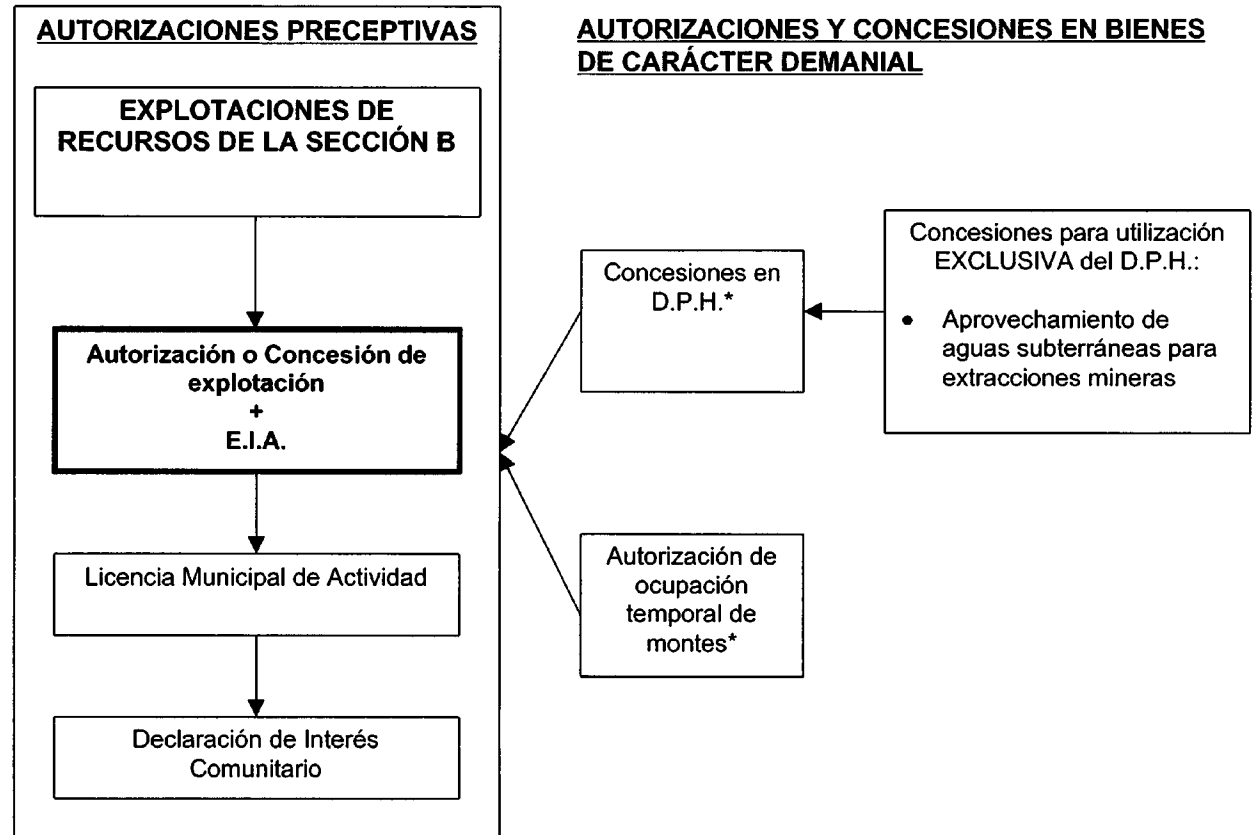 AUTORIZACIONES PRECEPTIVAS
EXPLOTACIONES DE
RECURSOS DE LA SECCIÓN B
Autorización o Concesión de
explotación
+
E.I.A.
Licencia Municipal de Actividad
Declaración de Interés
Comunitario
AUTORIZACIONES Y CONCESIONES EN BIENES
DE CARÁCTER DEMANIAL
Concesiones en
D.P.H.*
Autorización de
ocupación
temporal de
montes*
Concesiones para utilización
EXCLUSIVA del D.P.H.:
• Aprovechamiento de
aguas subterráneas para
extracciones mineras